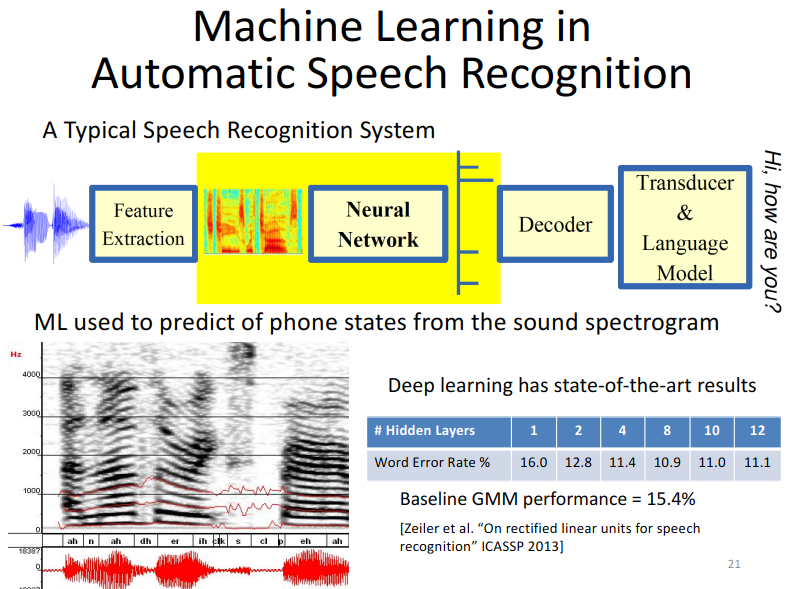 Machine Learning in
Automatic Speech Recognition
A Typical Speech Recognition System
Feature
Extraction
Neural
Network
Decoder
Transducer
&
Language
Model
Hi, how are you?
ML used to predict of phone states from the sound spectrogram
Hz
4000
3000
2000
1000
0
ah n ah dh er ih s cl p eh ah
18387
0
Deep learning has state-of-the-art results
# Hidden Layers 1 2 4 8 10 12
Word Error Rate % 16.0 12.8 11.4 10.9 11.0 11.1
Baseline GMM performance = 15.4%
[Zeiler et al. “On rectified linear units for speech
recognition” ICASSP 2013]
21